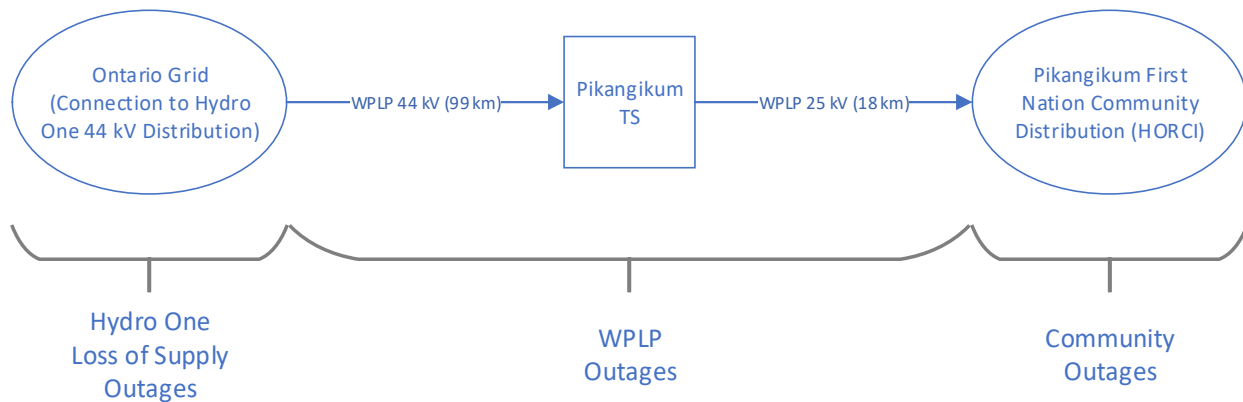 Ontario Grid
(Connection to Hydro
One 44 kV Distribution)
WPLP 44 kV (99 km)
Pikangikum
TS
WPLP 25 kV (18 km)
Pikangikum First
Nation Community
Distribution (HORCI)
Hydro One
Loss of Supply
Outages
WPLP
Outages
Community
Outages